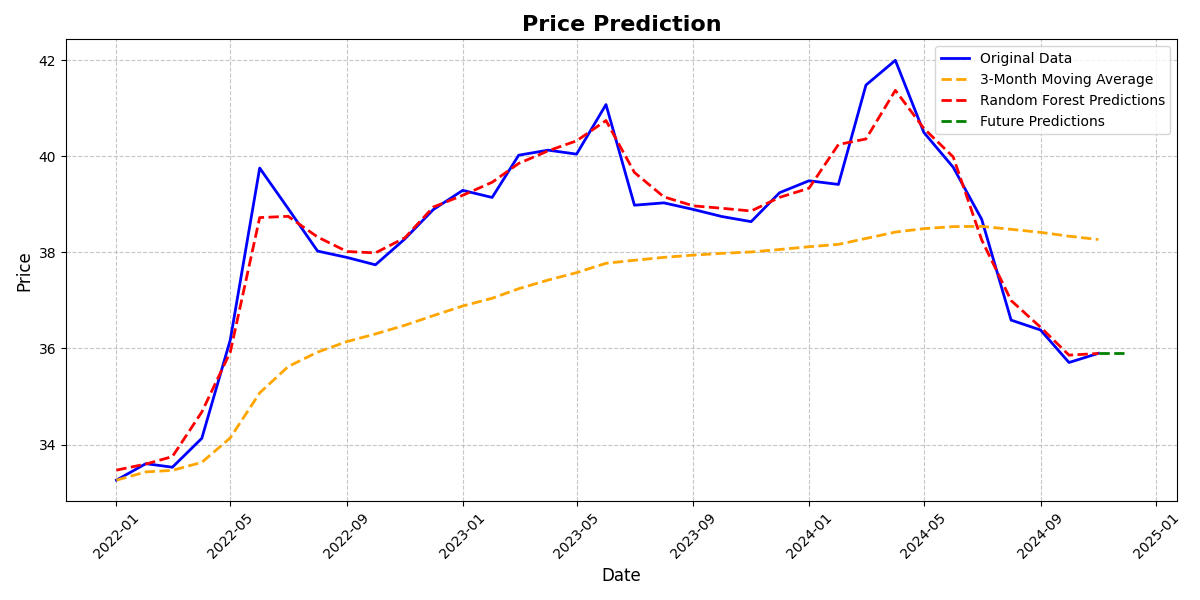 Price Prediction
Original Data
3-Month Moving Average
Random Forest Predictions
Future Predictions
Price
42
40
38
36
34
2022-01
2022-05
2022-09
2023-01
2023-05
2023-09
2024-01
2024-05
2024-09
2025-01
Date